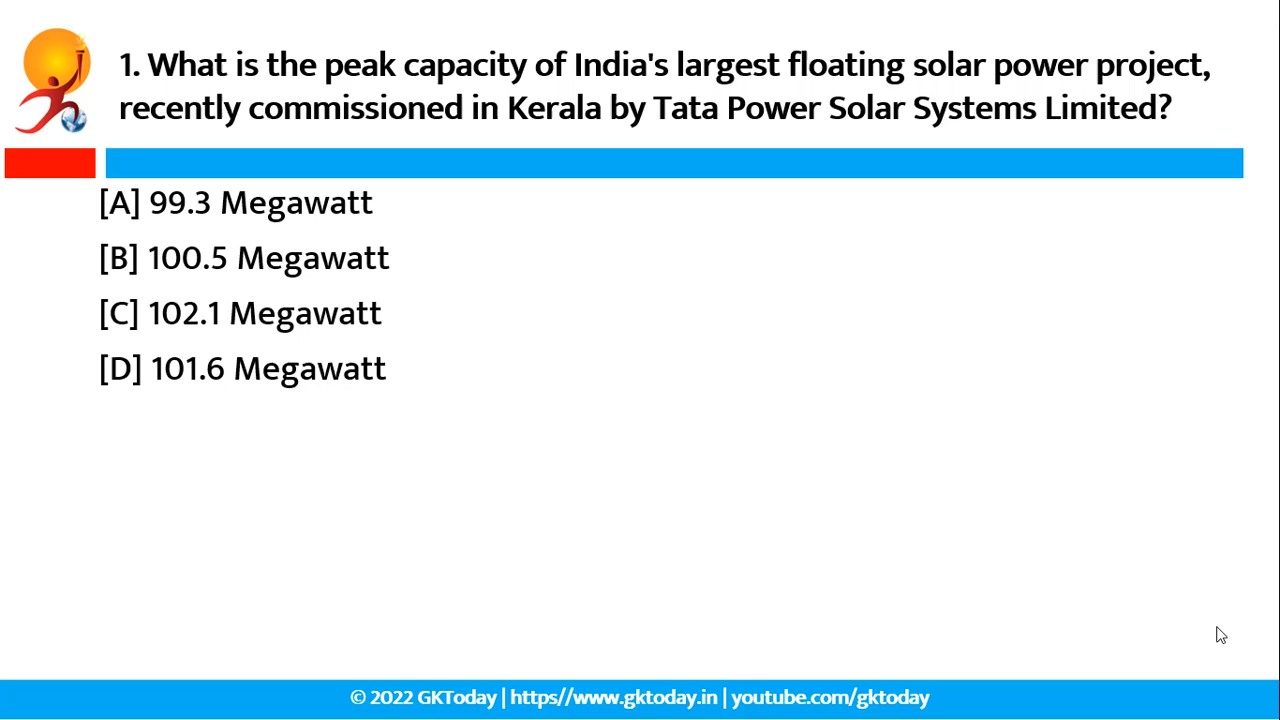 1. What is the peak capacity of India's largest floating solar power project,
recently commissioned in Kerala by Tata Power Solar Systems Limited?
[A] 99.3 Megawatt
[B] 100.5 Megawatt
[C] 102.1 Megawatt
[D] 101.6 Megawatt
© 2022 GKToday | https//www.gktoday.in | youtube.com/gktoday